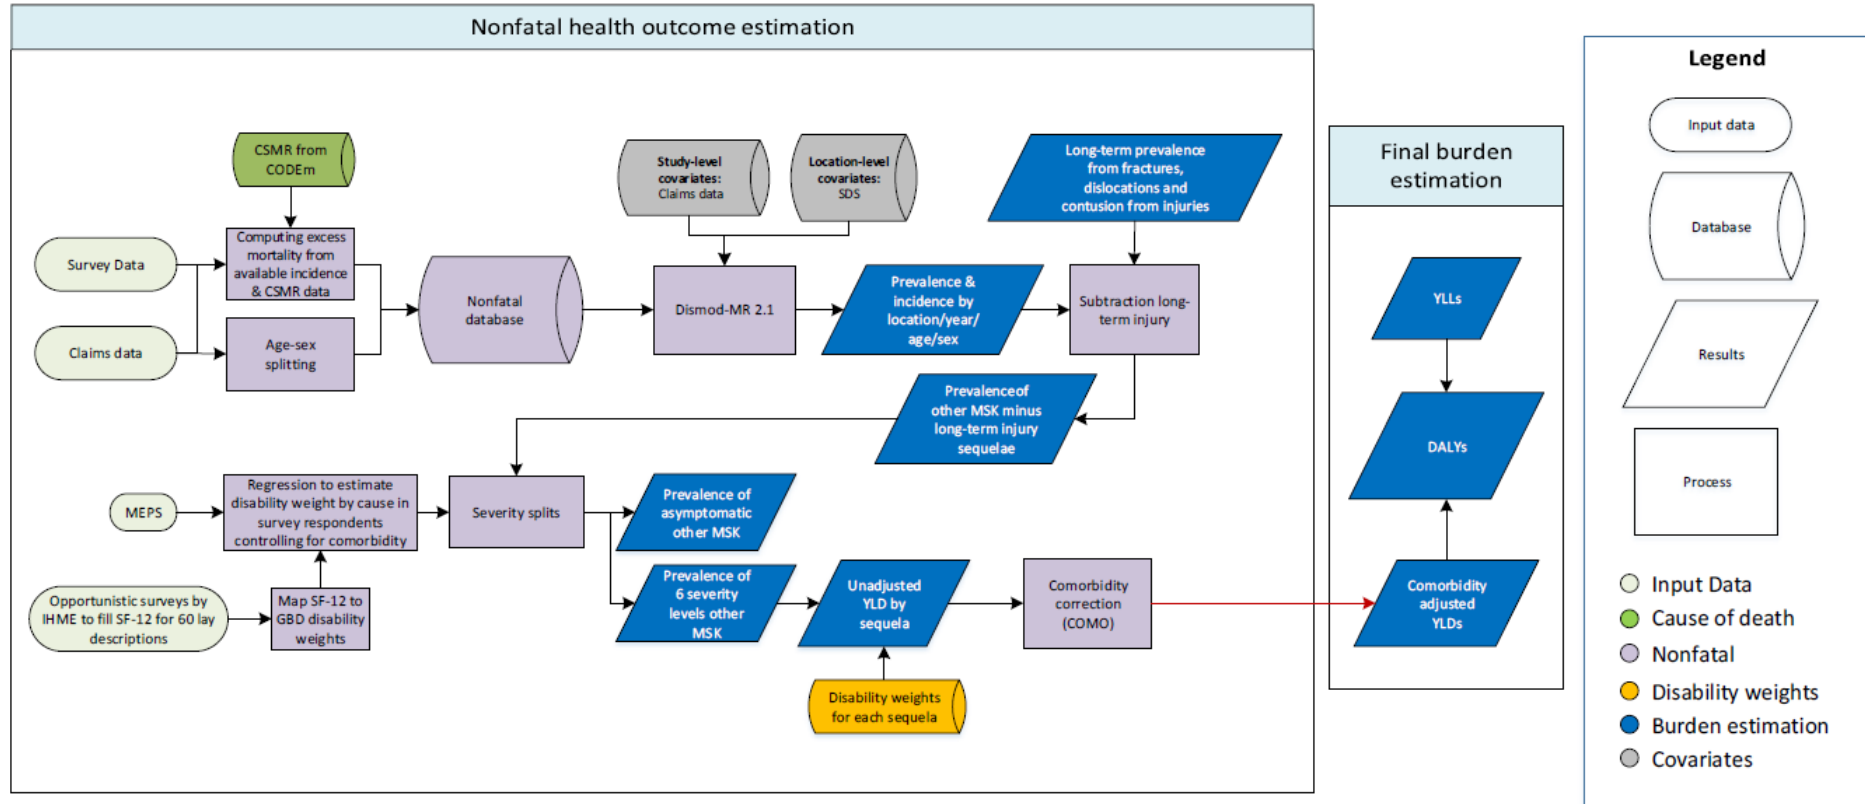 Nonfatal health outcome estimation
CSMR from
CODEm
Survey Data
Claims data
Computing excess
mortality from
available incidence
& CSMR data
Age-sex
splitting
Nonfatal
database
Study-level
covariates:
Claims data
Location-level
covariates:
SDS
Dismod-MR 2.1
Prevalence &
incidence by
location/year/
age/sex
Long-term prevalence
from fractures,
dislocations and
contusion from injuries
Subtraction long-
term injury
Prevalenceof
other MSK minus
long-term injury
sequelae
MEPS
Regression to estimate
disability weight by cause in
survey respondents
controlling for comorbidity
Severity splits
Prevalence of
asymptomatic
other MSK
Opportunistic surveys by
IHME to fill SF-12 for 60 lay
descriptions
Map SF-12 to
GBD disability
weights
Prevalence of
6 severity
levels other
MSK
Unadjusted
YLD by
sequela
Comorbidity
correction
(COMO)
Disability weights
for each sequela
Final burden
estimation
YLLs
DALYs
Comorbidity
adjusted
YLDs
Legend
Input data
Database
Results
Process
Input Data
Cause of death
Nonfatal
Disability weights
Burden estimation
Covariates